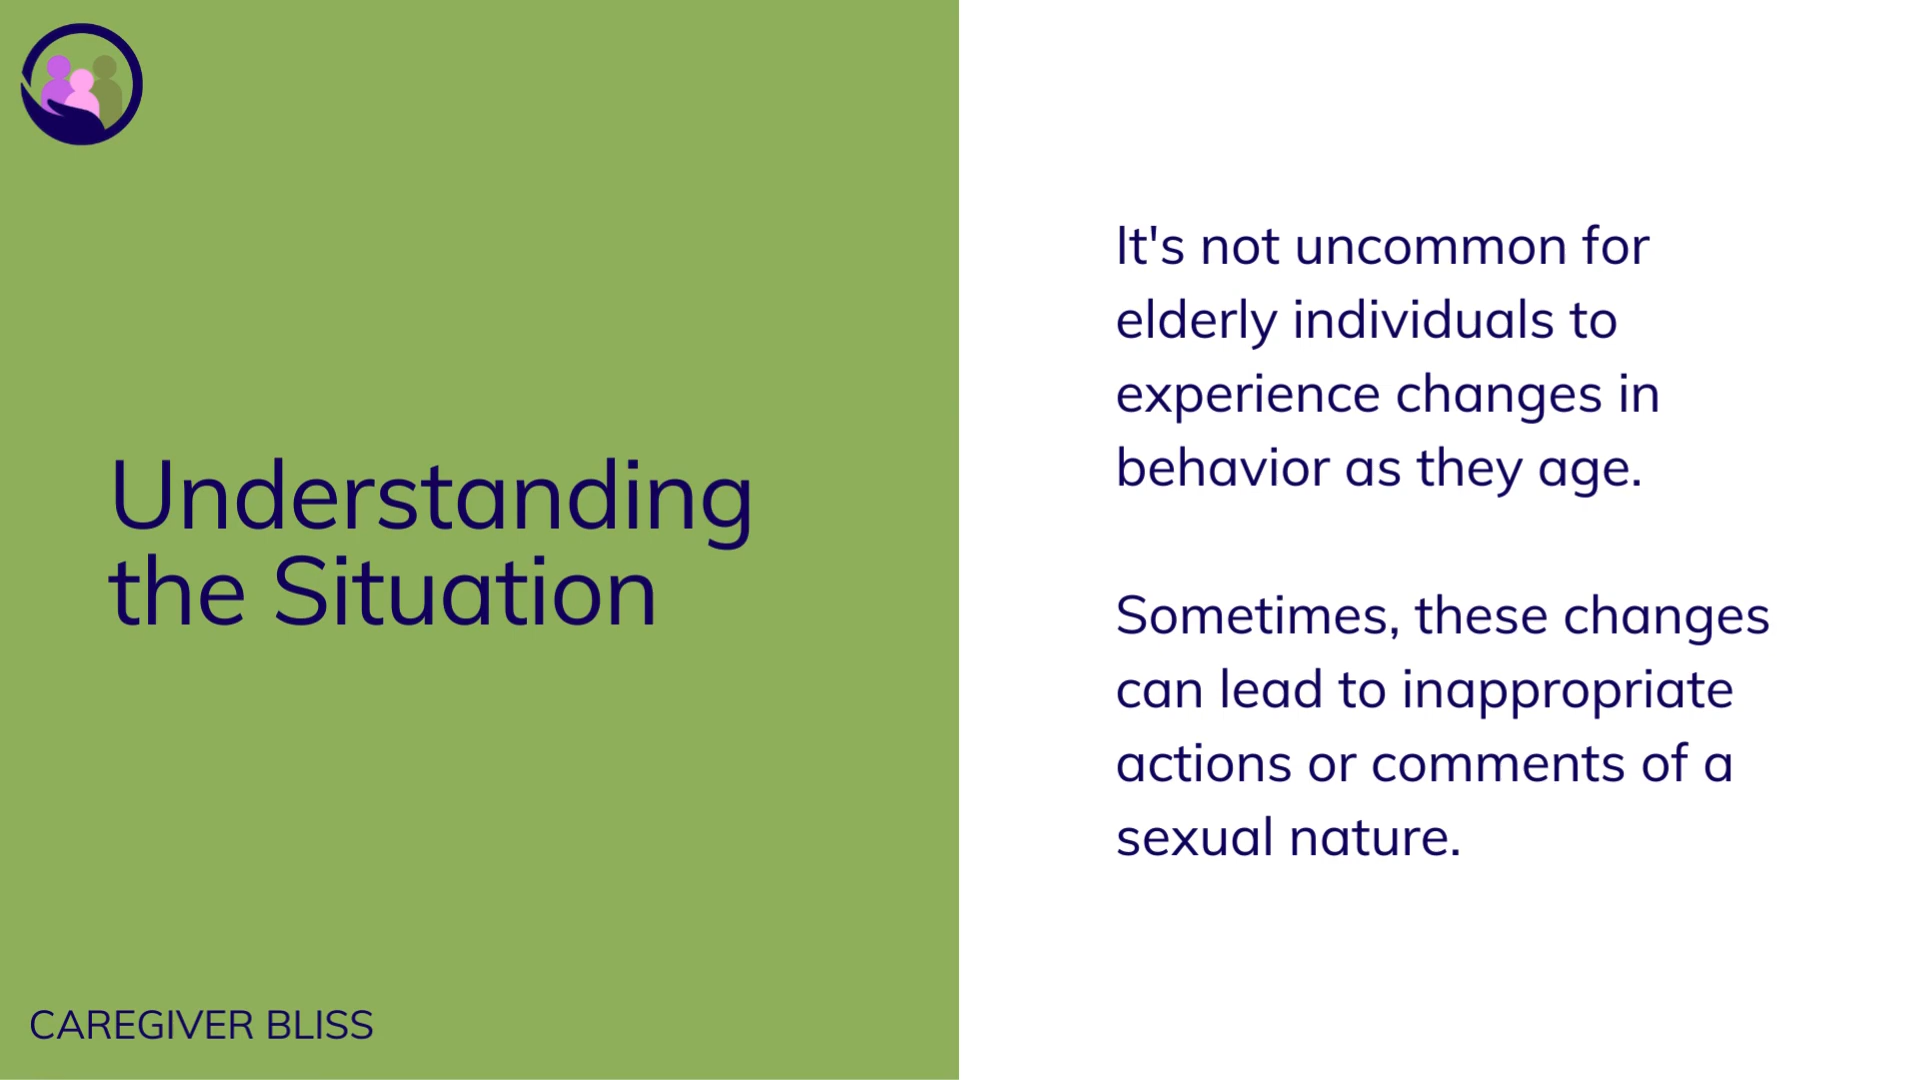 Understanding
the Situation
CAREGIVER BLISS
It's not uncommon for
elderly individuals to
experience changes in
behavior as they age.
Sometimes, these changes
can lead to inappropriate
actions or comments of a
sexual nature.